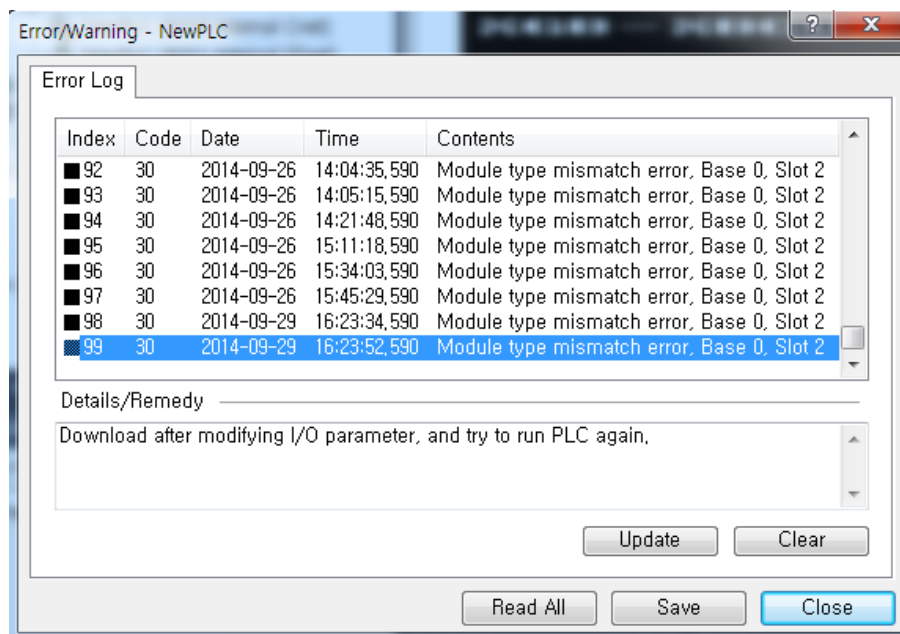 Error/Warning - NewPLC
Error Log
Index Code Date Time Contents
92 30 2014-09-26 14:04:35,590 Module type mismatch error, Base 0, Slot 2
93 30 2014-09-26 14:05:15,590 Module type mismatch error, Base 0, Slot 2
94 30 2014-09-26 14:21:48,590 Module type mismatch error, Base 0, Slot 2
95 30 2014-09-26 15:11:18,590 Module type mismatch error, Base 0, Slot 2
96 30 2014-09-26 15:34:03,590 Module type mismatch error, Base 0, Slot 2
97 30 2014-09-26 15:45:29,590 Module type mismatch error, Base 0, Slot 2
98 30 2014-09-29 16:23:34,590 Module type mismatch error, Base 0, Slot 2
99 30 2014-09-29 16:23:52,590 Module type mismatch error, Base 0, Slot 2
Details/Remedy
Download after modifying I/O parameter, and try to run PLC again,
Update Clear
Read All Save Close